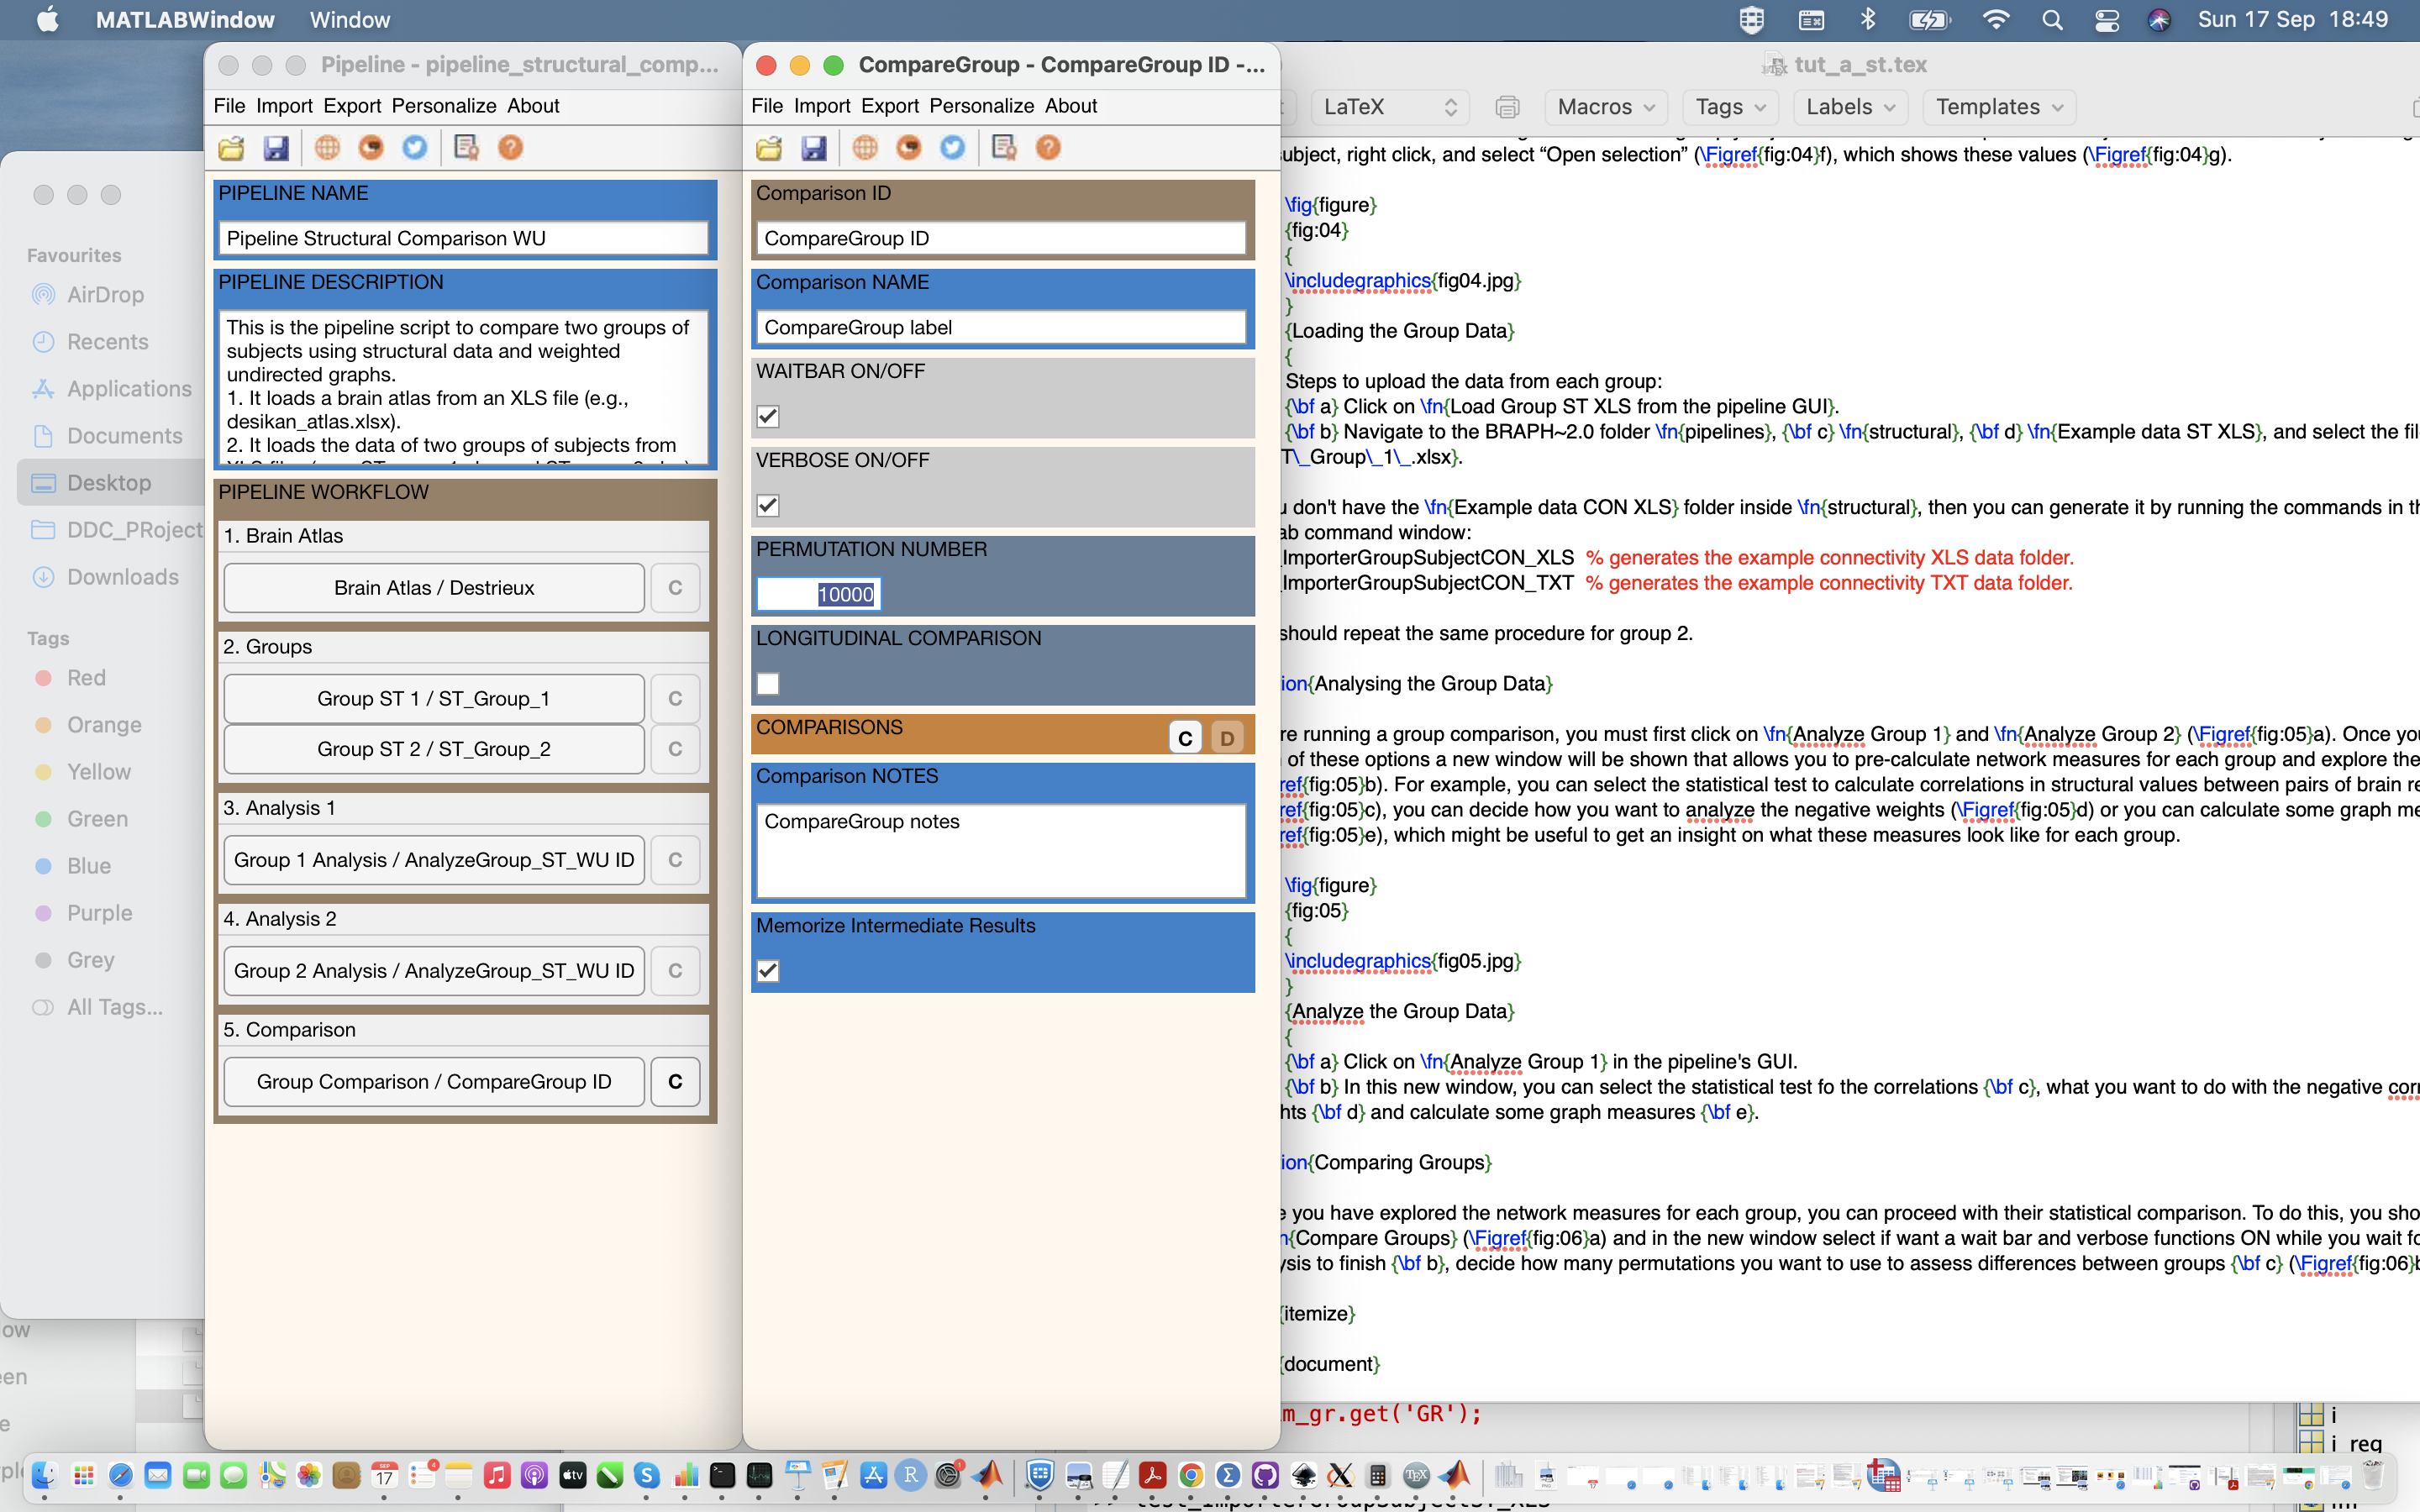 MATLABWindow Window
Sun 17 Sep 18:49
Favourites
AirDrop
Recents
Applications
Documents
Desktop
DDC_PRoject
Downloads
Tags
Red
Orange
Yellow
Green
Blue
Purple
Grey
All Tags...
Pipeline - pipeline_structural_comp...
File Import Export Personalize About
PIPELINE NAME
Pipeline Structural Comparison WU
PIPELINE DESCRIPTION
This is the pipeline script to compare two groups of
subjects using structural data and weighted
undirected graphs.
1. It loads a brain atlas from an XLS file (e.g.,
desikan_atlas.xlsx).
2. It loads the data of two groups of subjects from
PIPELINE WORKFLOW
1. Brain Atlas
Brain Atlas / Destrieux C
2. Groups
Group ST 1 / ST_Group_1 C
Group ST 2 / ST_Group_2 C
3. Analysis 1
Group 1 Analysis / AnalyzeGroup_ST_WU ID C
4. Analysis 2
Group 2 Analysis / AnalyzeGroup_ST_WU ID C
5. Comparison
Group Comparison / CompareGroup ID C
CompareGroup - CompareGroup ID -...
File Import Export Personalize About
Comparison ID
CompareGroup ID
Comparison NAME
CompareGroup label
WAITBAR ON/OFF
VERBOSE ON/OFF
PERMUTATION NUMBER
10000
LONGITUDINAL COMPARISON
COMPARISONS C D
Comparison NOTES
CompareGroup notes
Memorize Intermediate Results
tut_a_st.tex
LaTeX Macros Tags Labels Templates
ubject, right click, and select “Open selection” (\Figref{fig:04}f), which shows these values (\Figref{fig:04}g).
\fig{figure}
{fig:04}
{
\includegraphics{fig04.jpg}
}
{Loading the Group Data}
{
Steps to upload the data from each group:
{\bf a} Click on \fn{Load Group ST XLS from the pipeline GUI}.
{\bf b} Navigate to the BRAPH~2.0 folder \fn{pipelines}, {\bf c} \fn{structural}, {\bf d} \fn{Example data ST XLS}, and select the fil
T\_Group\_1\_.xlsx}.
u don't have the \fn{Example data CON XLS} folder inside \fn{structural}, then you can generate it by running the commands in th
ab command window:
_ImporterGroupSubjectCON_XLS % generates the example connectivity XLS data folder.
_ImporterGroupSubjectCON_TXT % generates the example connectivity TXT data folder.
should repeat the same procedure for group 2.
ion{Analysing the Group Data}
re running a group comparison, you must first click on \fn{Analyze Group 1} and \fn{Analyze Group 2} (\Figref{fig:05}a). Once you
of these options a new window will be shown that allows you to pre-calculate network measures for each group and explore the
ref{fig:05}b). For example, you can select the statistical test to calculate correlations in structural values between pairs of brain re
ref{fig:05}c), you can decide how you want to analyze the negative weights (\Figref{fig:05}d) or you can calculate some graph me
ref{fig:05}e), which might be useful to get an insight on what these measures look like for each group.
\fig{figure}
{fig:05}
{
\includegraphics{fig05.jpg}
}
{Analyze the Group Data}
{
{\bf a} Click on \fn{Analyze Group 1} in the pipeline's GUI.
{\bf b} In this new window, you can select the statistical test fo the correlations {\bf c}, what you want to do with the negative corr
hts {\bf d} and calculate some graph measures {\bf e}.
ion{Comparing Groups}
e you have explored the network measures for each group, you can proceed with their statistical comparison. To do this, you sho
n{Compare Groups} (\Figref{fig:06}a) and in the new window select if want a wait bar and verbose functions ON while you wait fo
ysis to finish {\bf b}, decide how many permutations you want to use to assess differences between groups {\bf c} (\Figref{fig:06}b
{itemize}
{document}
m_gr.get('GR');
i
i_reg